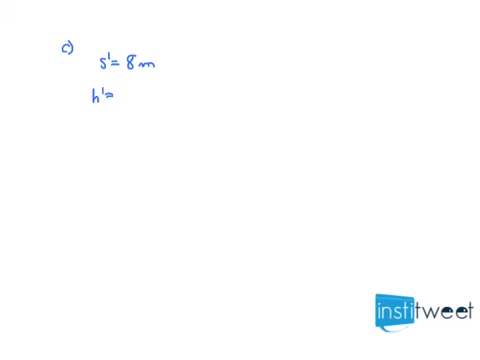 c)
s' = 8 m
h' =
institweet